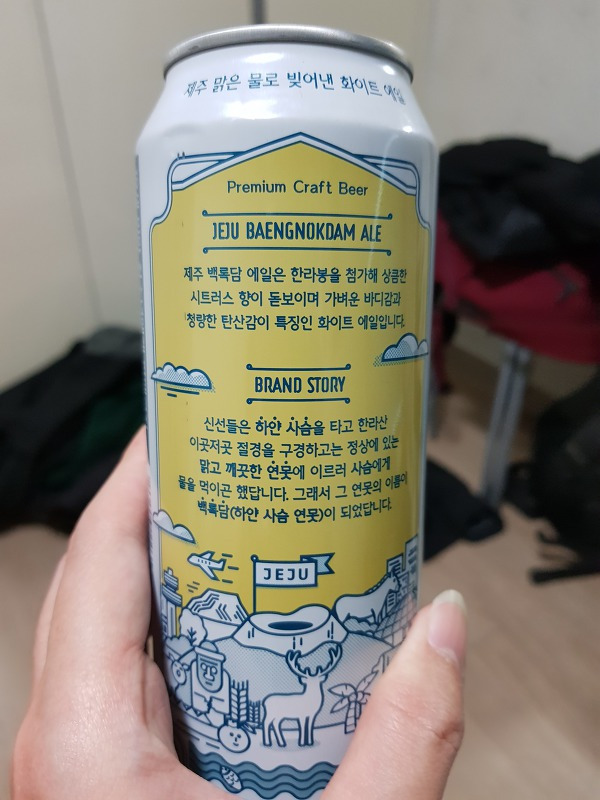 제주 맑은 물로 빚어낸 화이트 에일
Premium Craft Beer
JEJU BAENGNOKDAM ALE
제주 백록담 에일은 한라봉을 첨가해 상큼한
시트러스 향이 돋보이며 가벼운 바디감과
청량한 탄산감이 특징인 화이트 에일입니다.
BRAND STORY
신선들은 하얀 사슴을 타고 한라산
이곳저곳 절경을 구경하고는 정상에 있는
맑고 깨끗한 연못에 이르러 사슴에게
물을 먹이곤 했답니다. 그래서 그 연못의 이름이
백록담(하얀 사슴 연못)이 되었답니다.
JEJU